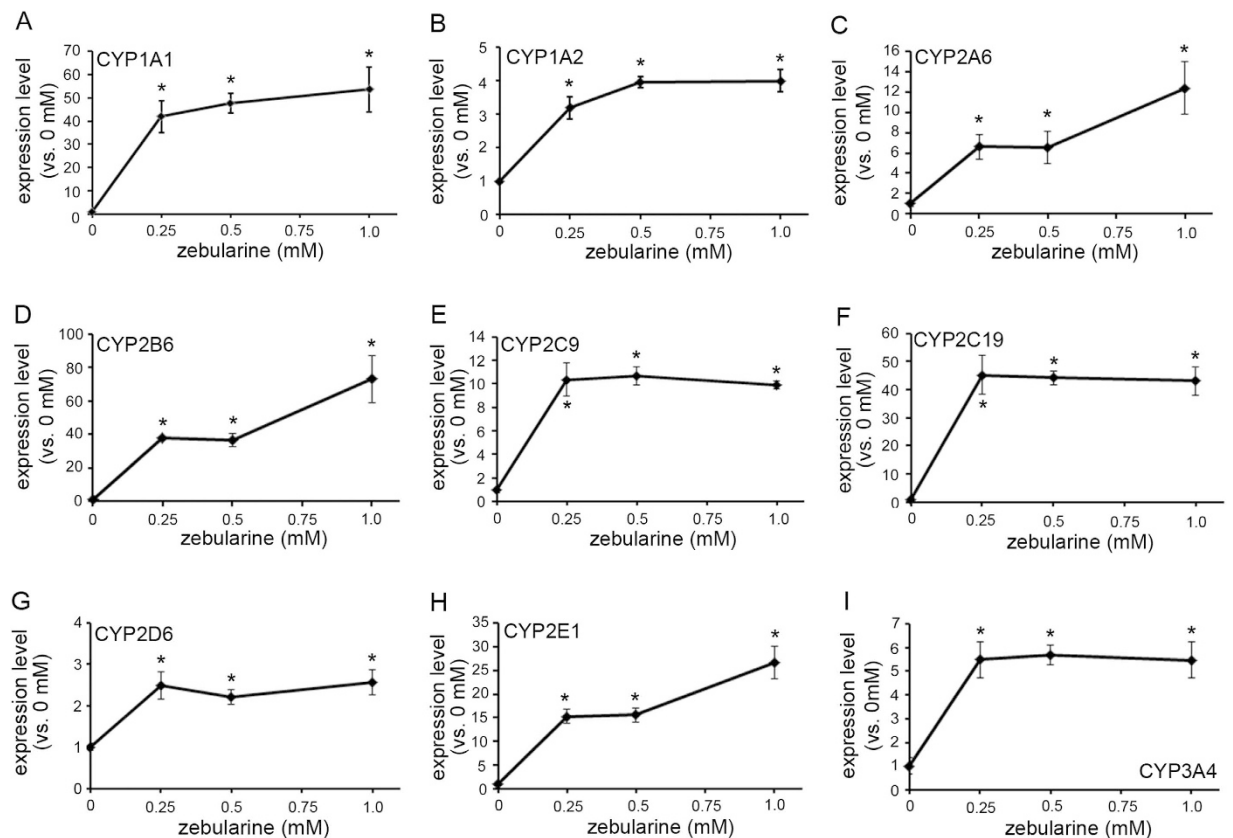 A
CYP1A1
expression level
(vs. 0 mM)
70
60
50
40
30
20
10
0
* * *
0 0.25 0.5 0.75 1.0
zebularine (mM)
B
CYP1A2
expression level
(vs. 0 mM)
5
4
3
2
1
0
* * *
0 0.25 0.5 0.75 1.0
zebularine (mM)
C
CYP2A6
expression level
(vs. 0 mM)
16
14
12
10
8
6
4
2
0
* * *
0 0.25 0.5 0.75 1.0
zebularine (mM)
D
CYP2B6
expression level
(vs. 0 mM)
100
80
60
40
20
0
* * *
0 0.25 0.5 0.75 1.0
zebularine (mM)
E
CYP2C9
expression level
(vs. 0 mM)
14
12
10
8
6
4
2
0
* * *
0 0.25 0.5 0.75 1.0
zebularine (mM)
F
CYP2C19
expression level
(vs. 0 mM)
60
50
40
30
20
10
0
* * *
0 0.25 0.5 0.75 1.0
zebularine (mM)
G
CYP2D6
expression level
(vs. 0 mM)
4
3
2
1
0
* * *
0 0.25 0.5 0.75 1.0
zebularine (mM)
H
CYP2E1
expression level
(vs. 0 mM)
35
30
25
20
15
10
5
0
* * *
0 0.25 0.5 0.75 1.0
zebularine (mM)
I
expression level
(vs. 0mM)
7
6
5
4
3
2
1
0
* * *
CYP3A4
0 0.25 0.5 0.75 1.0
zebularine (mM)